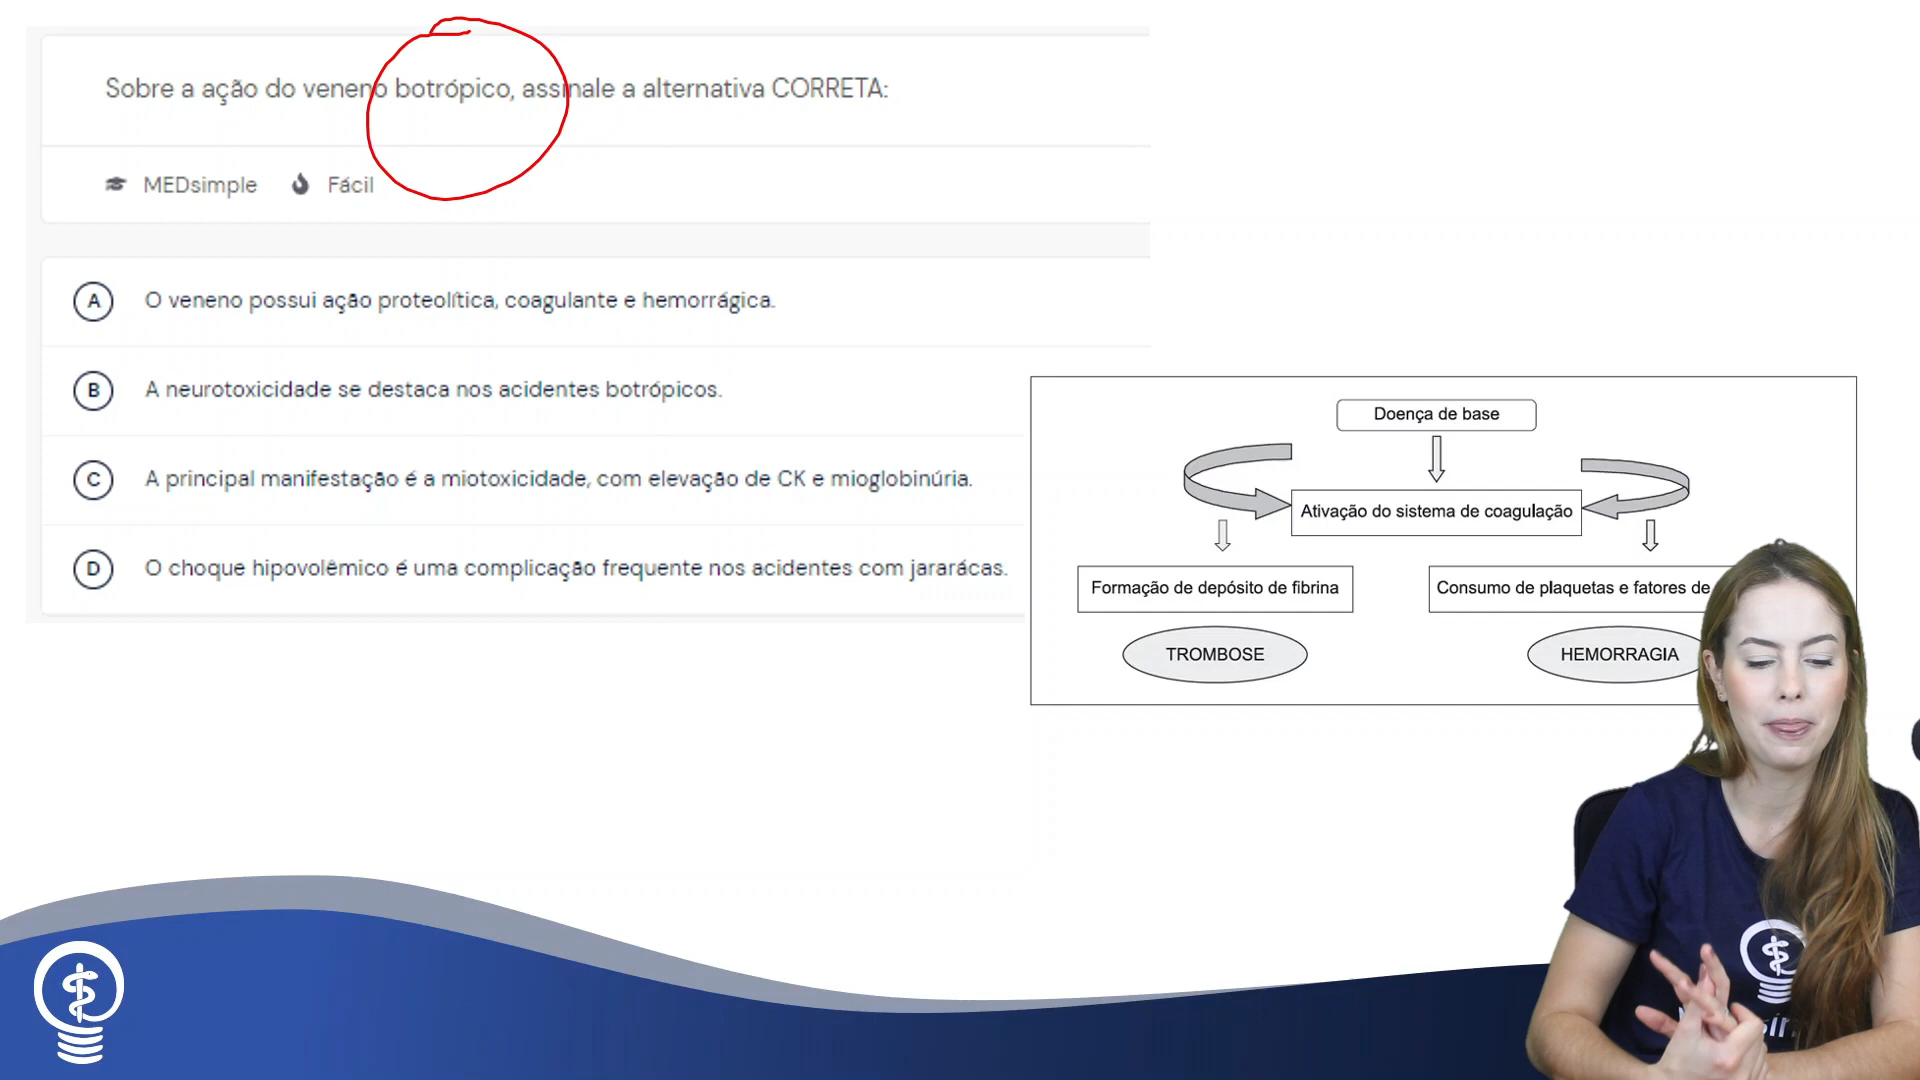 Sobre a ação do veneno botrópico, assinale a alternativa CORRETA:
MEDsimple Fácil
A O veneno possui ação proteolítica, coagulante e hemorrágica.
B A neurotoxicidade se destaca nos acidentes botrópicos.
C A principal manifestação é a miotoxicidade, com elevação de CK e mioglobinúria.
D O choque hipovolêmico é uma complicação frequente nos acidentes com jararácas.
Doença de base
Ativação do sistema de coagulação
Formação de depósito de fibrina
Consumo de plaquetas e fatores de
TROMBOSE
HEMORRAGIA